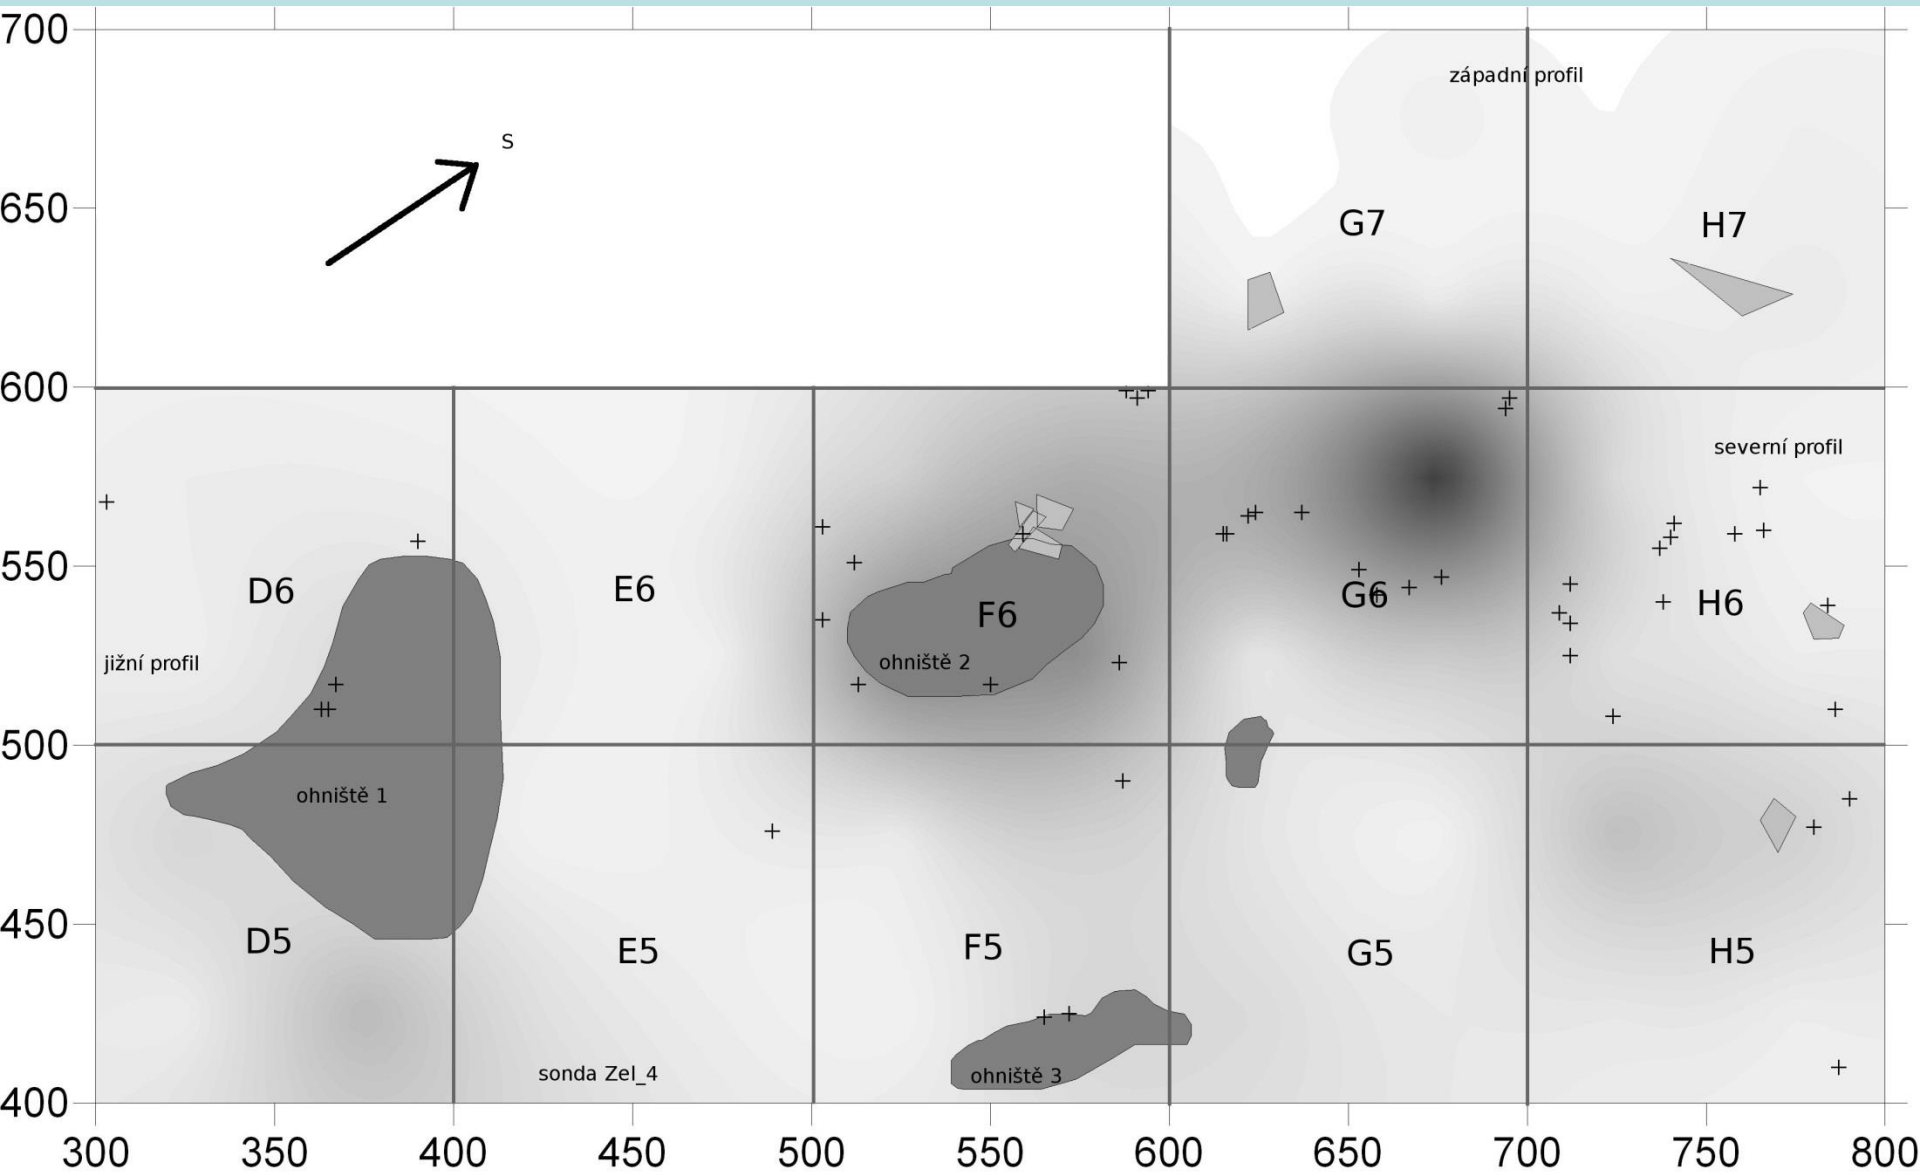 700
západní profil
S
650
G7
H7
600
severní profil
550
D6
E6
F6
G6
H6
jižní profil
ohniště 2
500
ohniště 1
450
D5
E5
F5
G5
H5
sonda Zel_4
ohniště 3
400
300 350 400 450 500 550 600 650 700 750 800